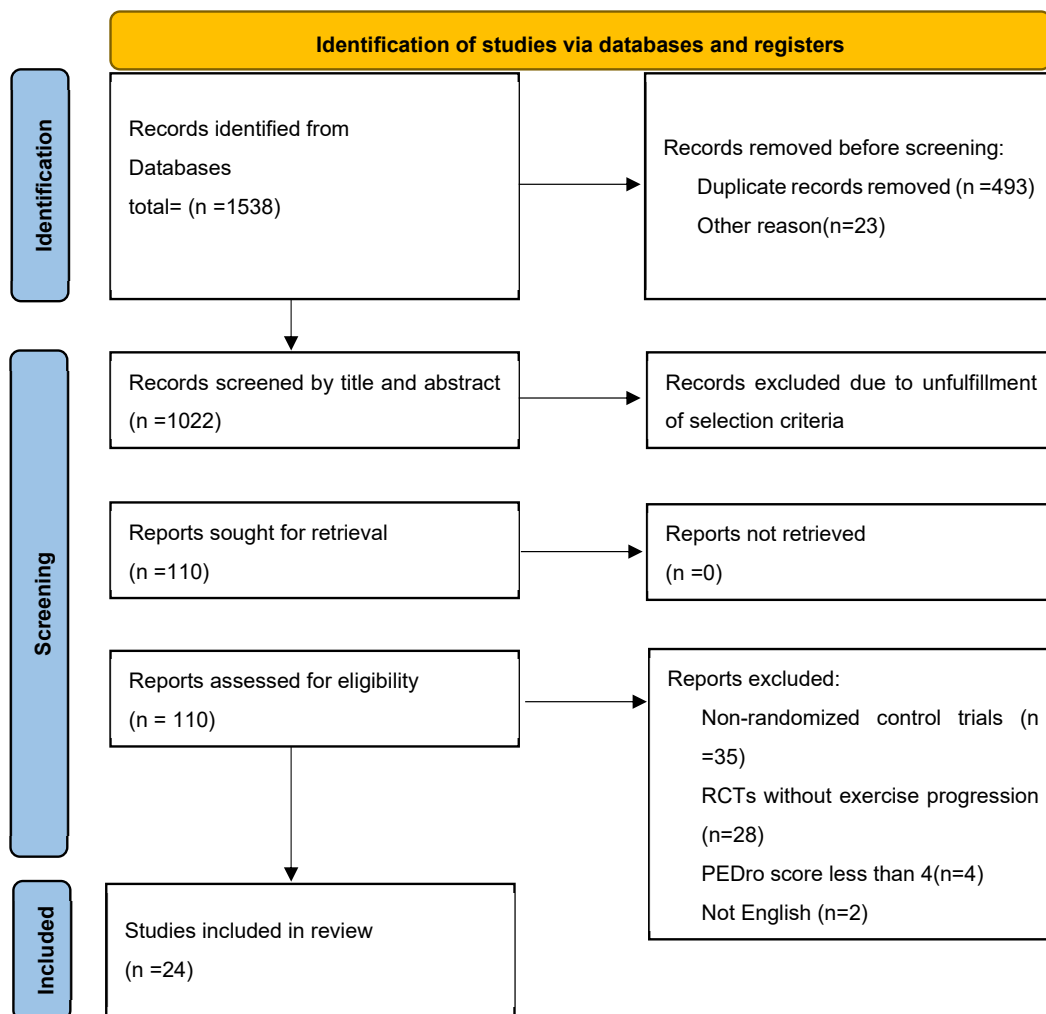 Identification of studies via databases and registers
Identification
Records identified from
Databases
total= (n =1538)
Records removed before screening:
Duplicate records removed (n =493)
Other reason(n=23)
Screening
Records screened by title and abstract
(n =1022)
Records excluded due to unfulfillment
of selection criteria
Reports sought for retrieval
(n =110)
Reports not retrieved
(n =0)
Reports assessed for eligibility
(n = 110)
Reports excluded:
Non-randomized control trials (n
=35)
RCTs without exercise progression
(n=28)
PEDro score less than 4(n=4)
Not English (n=2)
Included
Studies included in review
(n =24)